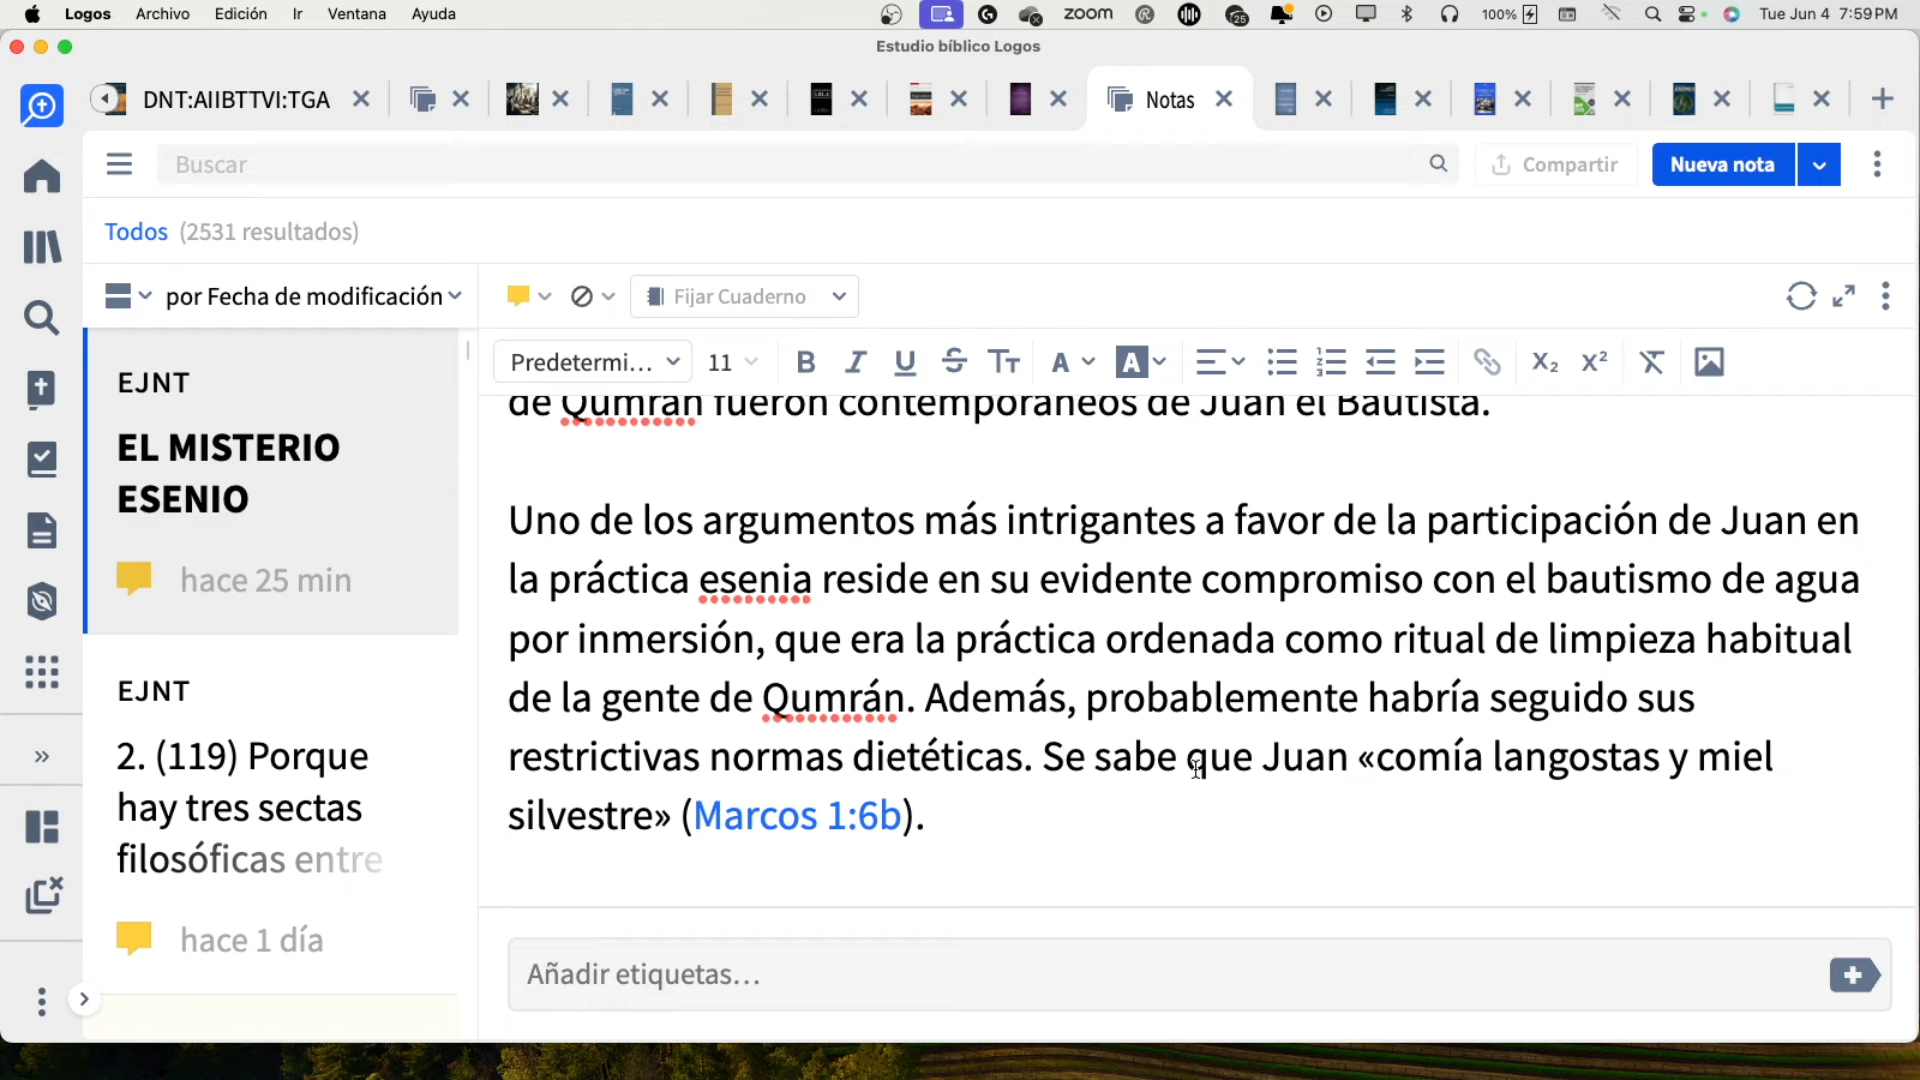 Logos Archivo Edición Ir Ventana Ayuda zoom 25 100% Tue Jun 4 7:59 PM
Estudio bíblico Logos
DNT:AIIBTTVI:TGA Notas
Buscar Compartir Nueva nota
Todos (2531 resultados)
por Fecha de modificación Fijar Cuaderno
Predetermi... 11 B I U S Tт A A X₂ X²
EJNT
EL MISTERIO
ESENIO
hace 25 min
EJNT
2. (119) Porque
hay tres sectas
filosóficas entre
hace 1 día
de Qumrán fueron contemporáneos de Juan el Bautista.
Uno de los argumentos más intrigantes a favor de la participación de Juan en
la práctica esenia reside en su evidente compromiso con el bautismo de agua
por inmersión, que era la práctica ordenada como ritual de limpieza habitual
de la gente de Qumrán. Además, probablemente habría seguido sus
restrictivas normas dietéticas. Se sabe que Juan «comía langostas y miel
silvestre» (Marcos 1:6b).
Añadir etiquetas...